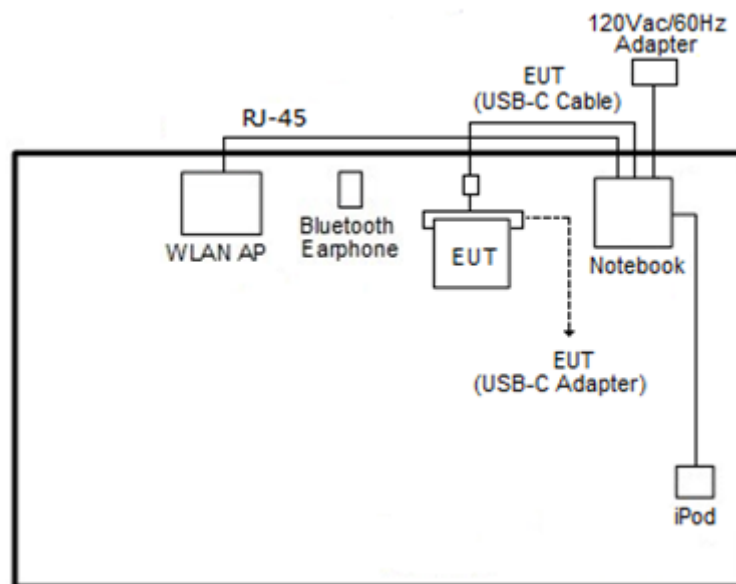 120Vac/60Hz
Adapter
EUT
(USB-C Cable)
RJ-45
WLAN AP
Bluetooth
Earphone
EUT
Notebook
EUT
(USB-C Adapter)
iPod